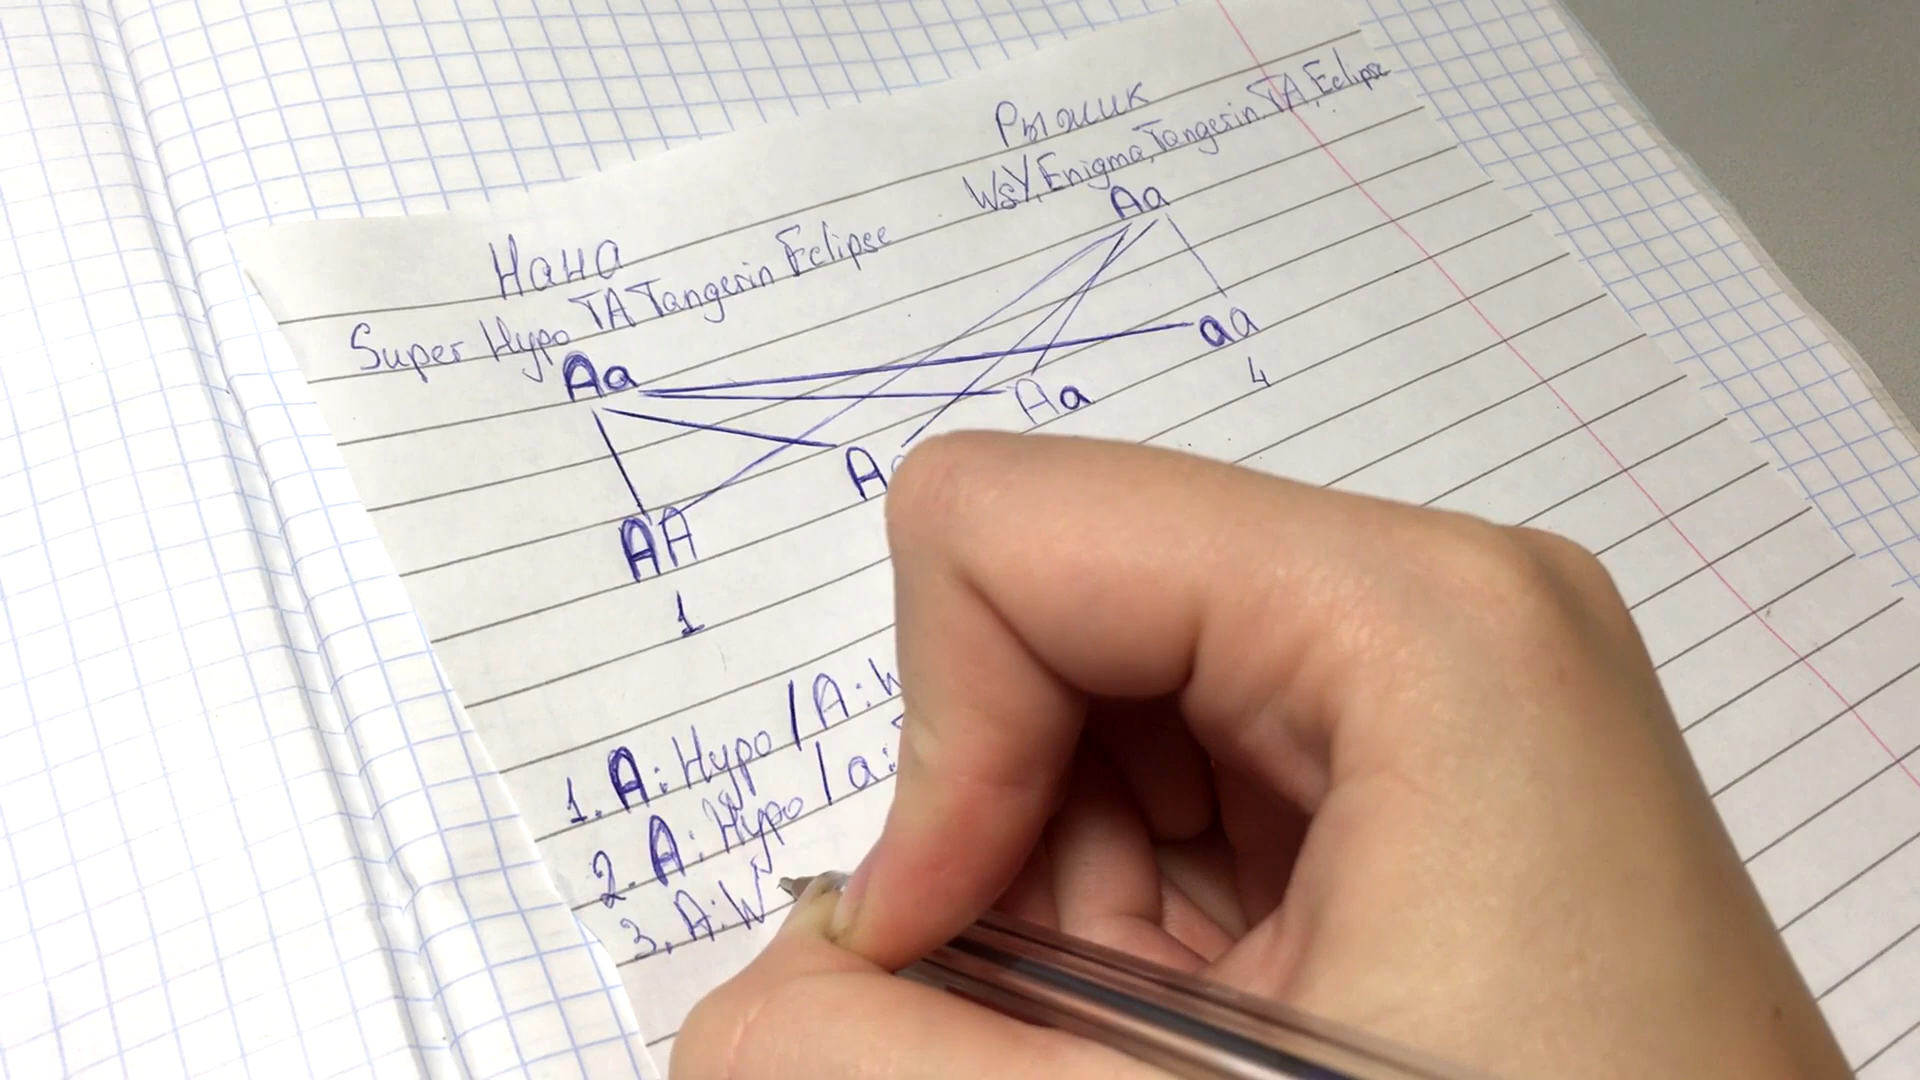 Рыжик
WsY, Enigma, Tangerin, TA, Eclipse
Aa
Нана
Super Hypo TA Tangerin Eclipse
Aa
aa
4
Aa
A
AA
1
1. A: Hypo / A: W
2. A: Hypo / a:
3. A: W